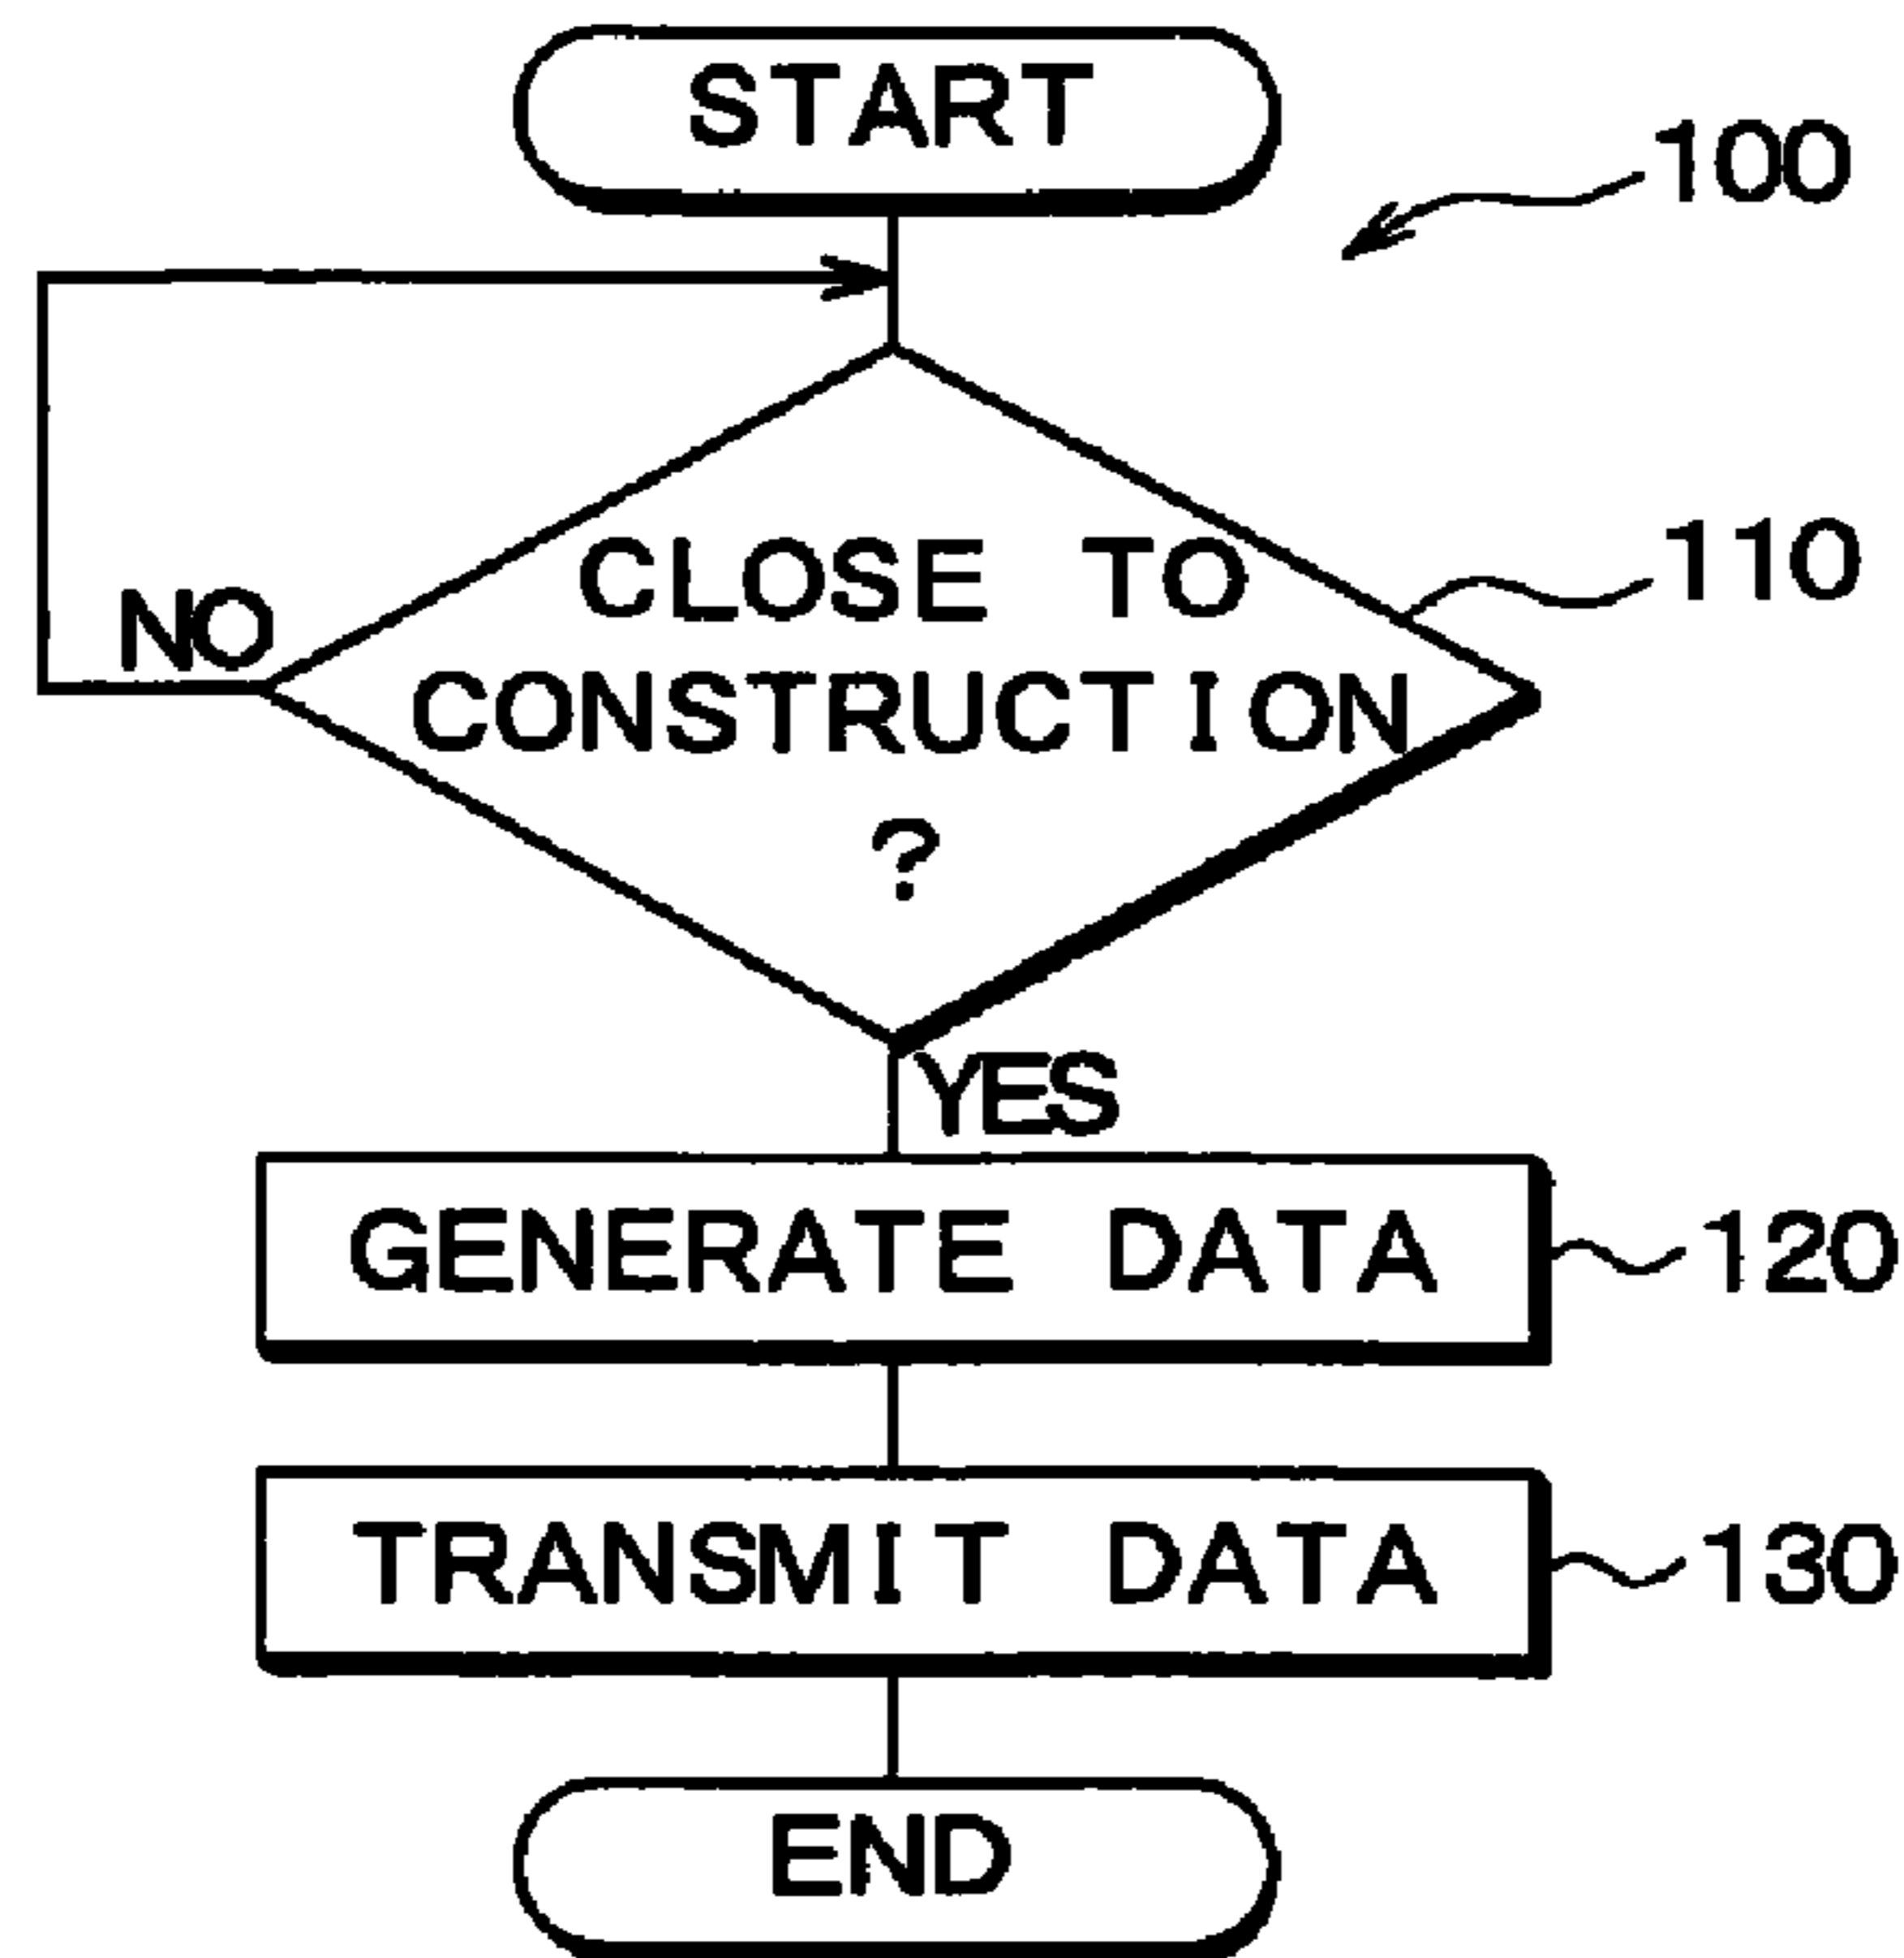 START
100
CLOSE TO
CONSTRUCTION
?
110
NO
YES
GENERATE DATA
120
TRANSMIT DATA
130
END